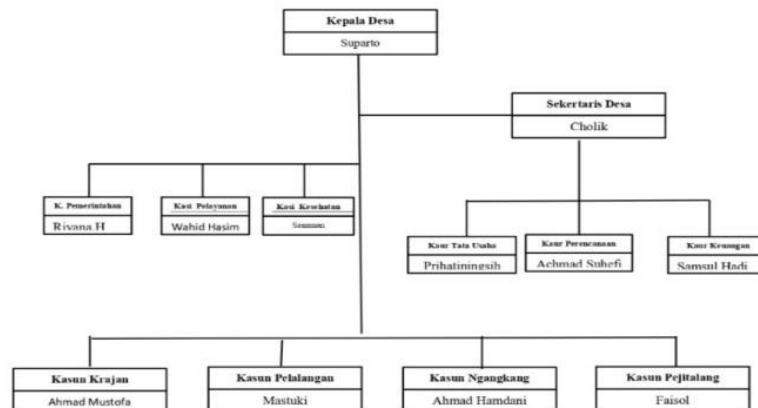 Kepala Desa
Suparto
Sekertaris Desa
Cholik
K. Pemerintahan
Rivana.H
Kasi Pelayanan
Wahid Hasim
Kasi Kesehatan
Kaur Tata Usaha
Prihatiningsih
Kaur Perencanaan
Achmad Suhefi
Kaur Keuangan
Samsul Hadi
Kasun Krajan
Ahmad Mustofa
Kasun Pelalangan
Mastuki
Kasun Ngangkang
Ahmad Hamdani
Kasun Pejitalang
Faisol